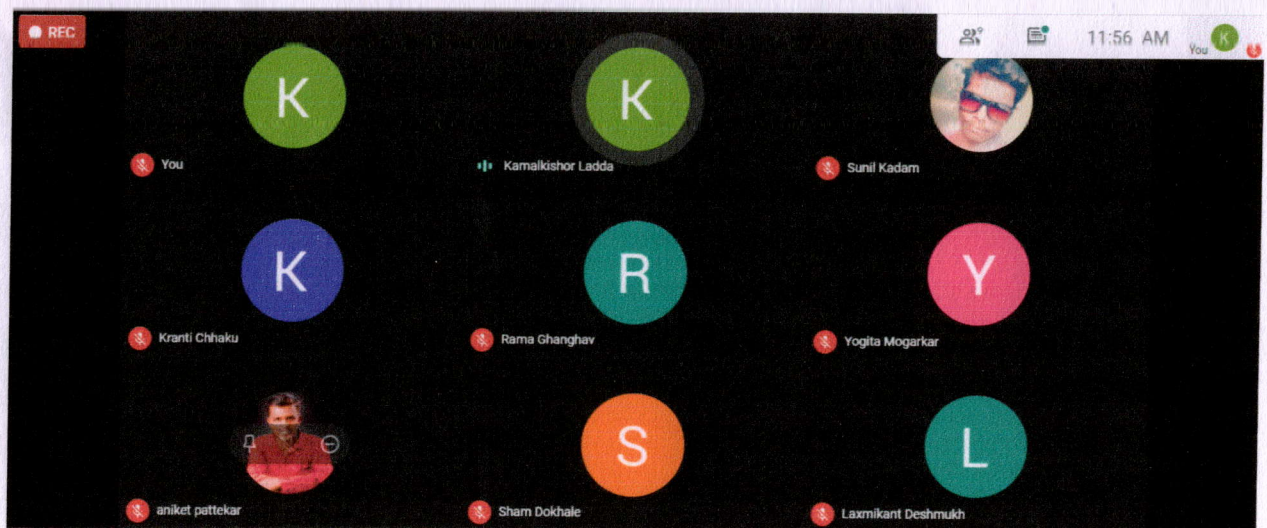 REC
11:56 AM
You
K
K
K
You
Kamalkishor Ladda
Sunil Kadam
K
R
Y
Kranti Chhaku
Rama Ghanghav
Yogita Mogarkar
S
L
aniket pattekar
Sham Dokhale
Laxmikant Deshmukh